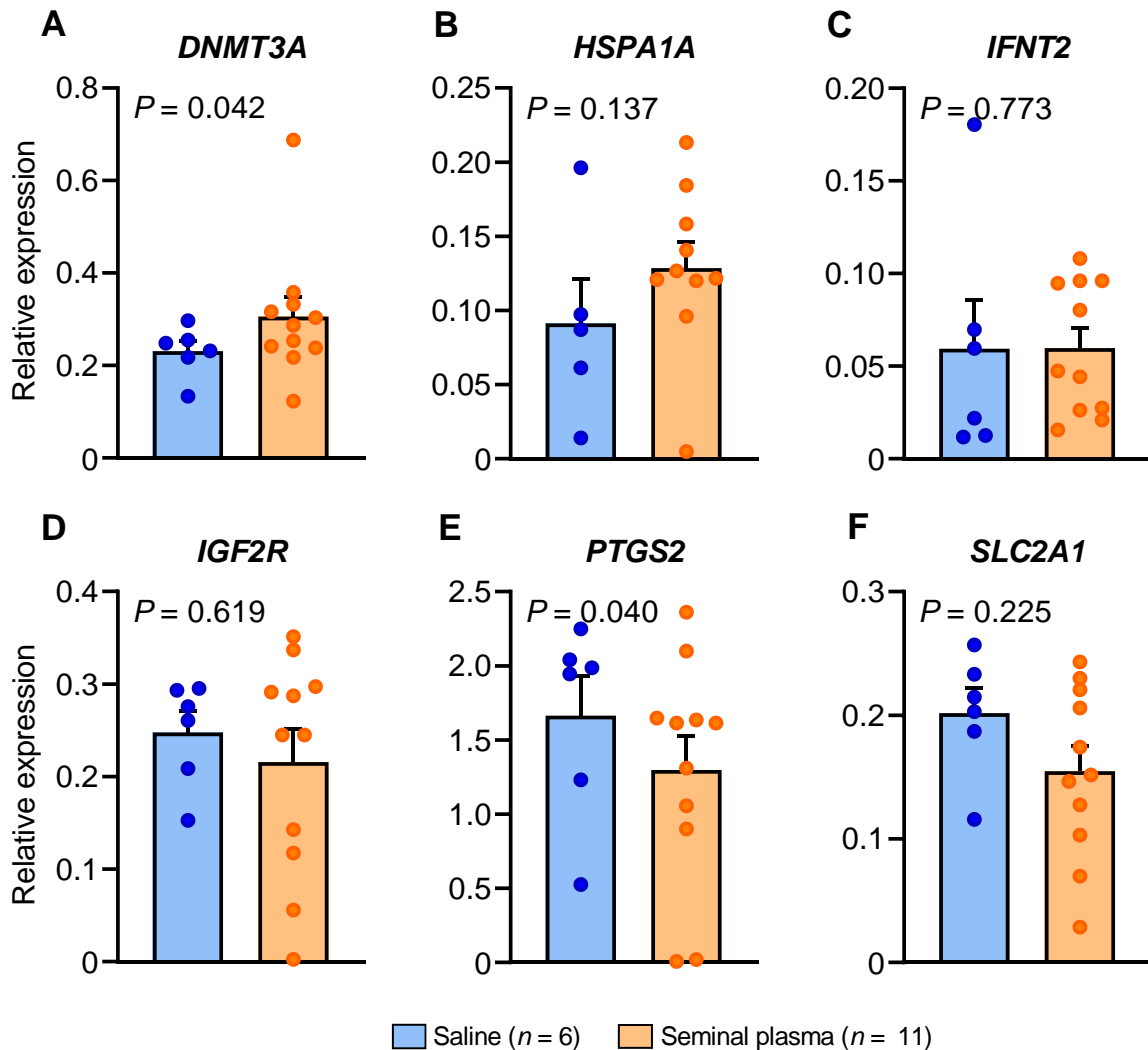 A
DNMT3A
P = 0.042
Relative expression
0.8
0.6
0.4
0.2
0
B
HSPA1A
P = 0.137
0.25
0.20
0.15
0.10
0.05
0
C
IFNT2
P = 0.773
0.20
0.15
0.10
0.05
0
D
IGF2R
P = 0.619
Relative expression
0.4
0.3
0.2
0.1
0
E
PTGS2
P = 0.040
2.5
2.0
1.5
1.0
0.5
0
F
SLC2A1
P = 0.225
0.3
0.2
0.1
0
Saline (n = 6) Seminal plasma (n = 11)